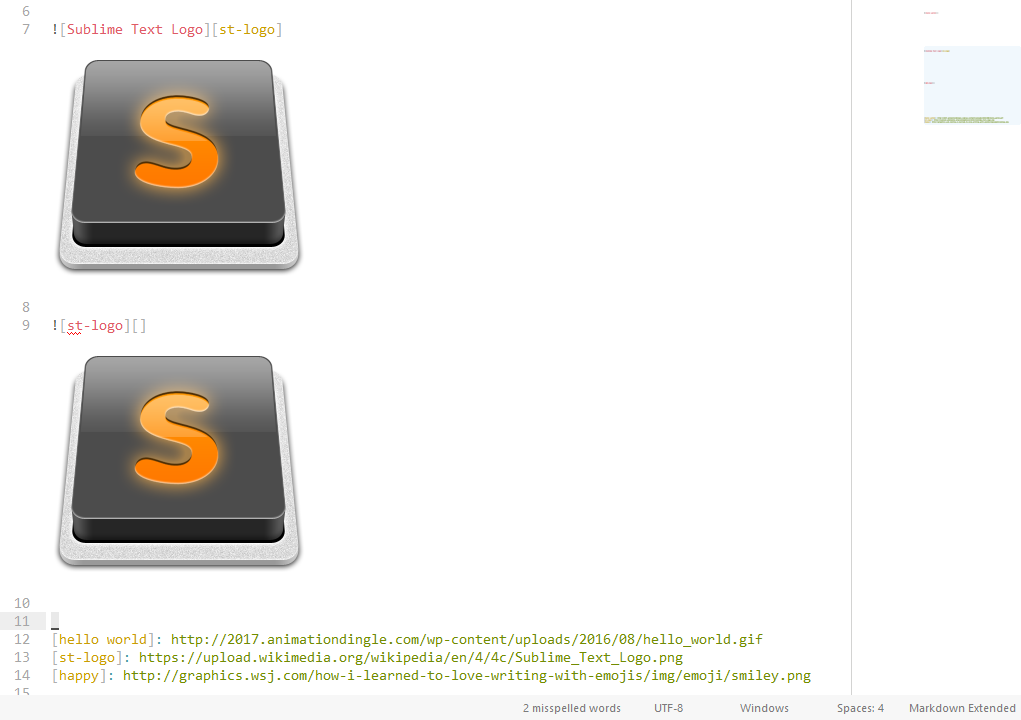 6
7 ![Sublime Text Logo][st-logo]
S
8
9 ![st-logo][]
S
10
11
12 [hello world]: http://2017.animationdingle.com/wp-content/uploads/2016/08/hello_world.gif
13 [st-logo]: https://upload.wikimedia.org/wikipedia/en/4/4c/Sublime_Text_Logo.png
14 [happy]: http://graphics.wsj.com/how-i-learned-to-love-writing-with-emojis/img/emoji/smiley.png
15
2 misspelled words UTF-8 Windows Spaces: 4 Markdown Extended